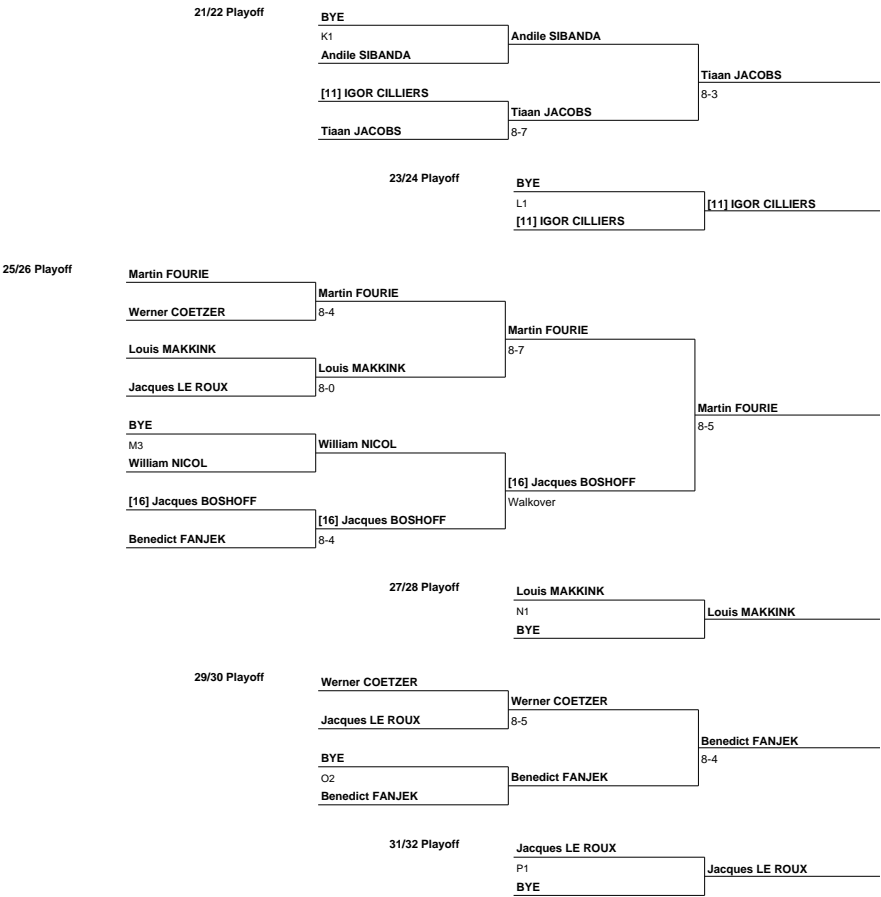 21/22 Playoff
BYE
K1
Andile SIBANDA
Andile SIBANDA
[11] IGOR CILLIERS
Tiaan JACOBS
Tiaan JACOBS
8-7
Tiaan JACOBS
8-3
23/24 Playoff
BYE
L1
[11] IGOR CILLIERS
[11] IGOR CILLIERS
25/26 Playoff
Martin FOURIE
Werner COETZER
Martin FOURIE
8-4
Louis MAKKINK
Jacques LE ROUX
Louis MAKKINK
8-0
Martin FOURIE
8-7
BYE
M3
William NICOL
William NICOL
[16] Jacques BOSHOFF
Benedict FANJEK
[16] Jacques BOSHOFF
8-4
[16] Jacques BOSHOFF
Walkover
Martin FOURIE
8-5
27/28 Playoff
Louis MAKKINK
N1
BYE
Louis MAKKINK
29/30 Playoff
Werner COETZER
Jacques LE ROUX
Werner COETZER
8-5
BYE
O2
Benedict FANJEK
Benedict FANJEK
Benedict FANJEK
8-4
31/32 Playoff
Jacques LE ROUX
P1
BYE
Jacques LE ROUX